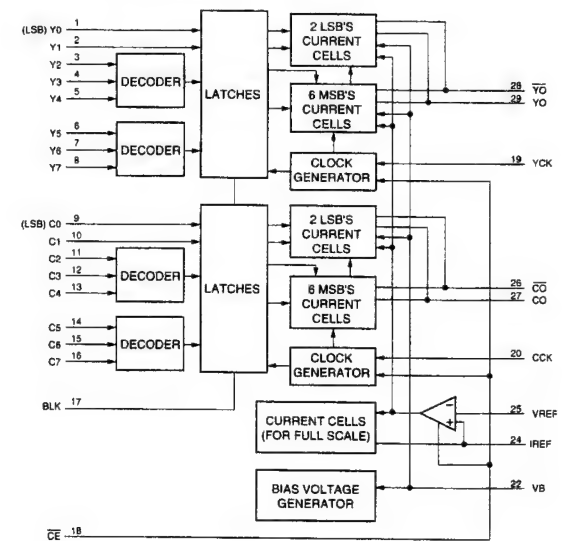 (LSB) Y0 1
Y1 2
Y2 3
Y3 4
Y4 5
DECODER
Y5 6
Y6 7
Y7 8
DECODER
LATCHES
2 LSB'S
CURRENT
CELLS
6 MSB'S
CURRENT
CELLS
CLOCK
GENERATOR
28 Y̅O̅
29 YO
19 YCK
(LSB) C0 9
C1 10
C2 11
C3 12
C4 13
DECODER
C5 14
C6 15
C7 16
DECODER
LATCHES
2 LSB'S
CURRENT
CELLS
6 MSB'S
CURRENT
CELLS
CLOCK
GENERATOR
26 C̅O̅
27 CO
20 CCK
BLK 17
CURRENT CELLS
(FOR FULL SCALE)
−
+
25 VREF
24 IREF
BIAS VOLTAGE
GENERATOR
22 VB
C̅E̅ 18